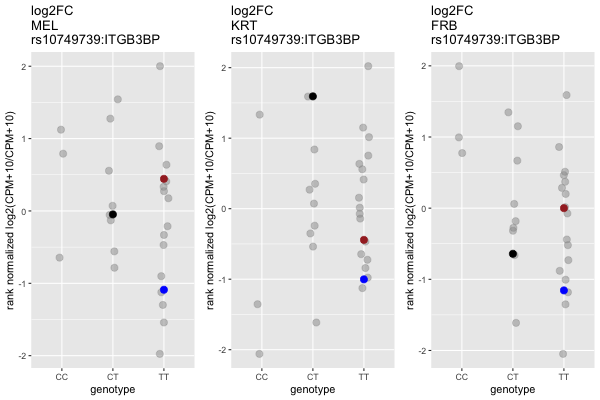 log2FC
MEL
rs10749739:ITGB3BP
rank normalized log2(CPM+10/CPM+10)
2
1
0
-1
-2
CC CT TT
genotype
log2FC
KRT
rs10749739:ITGB3BP
rank normalized log2(CPM+10/CPM+10)
2
1
0
-1
-2
CC CT TT
genotype
log2FC
FRB
rs10749739:ITGB3BP
rank normalized log2(CPM+10/CPM+10)
2
1
0
-1
-2
CC CT TT
genotype